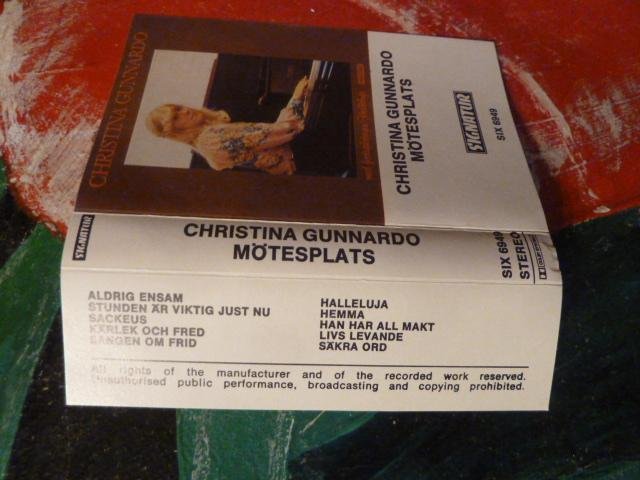 CHRISTINA GUNNARDO
CHRISTINA GUNNARDO
MÖTESPLATS
SIGNATUR
SIX 6949
SIGNATUR
CHRISTINA GUNNARDO
MÖTESPLATS
SIX 6949
STEREO
ALDRIG ENSAM
STUNDEN ÄR VIKTIG JUST NU
SACKEUS
KÄRLEK OCH FRED
SÅNGEN OM FRID
HALLELUJA
HEMMA
HAN HAR ALL MAKT
LIVS LEVANDE
SÄKRA ORD
All rights of the manufacturer and of the recorded work reserved.
Unauthorised public performance, broadcasting and copying prohibited.